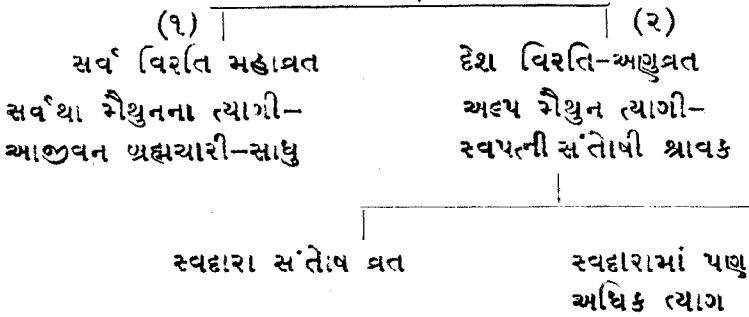 (૧) (૨)
સર્વ વિરતિ મહાવ્રત દેશ વિરતિ-અણુવ્રત
સર્વથા મૈથુનના ત્યાગી- અલ્પ મૈથુન ત્યાગી-
આજીવન બ્રહ્મચારી-સાધુ સ્વપત્ની સંતોષી શ્રાવક
સ્વદારા સંતોષ વ્રત સ્વદારામાં પણ
અધિક ત્યાગ